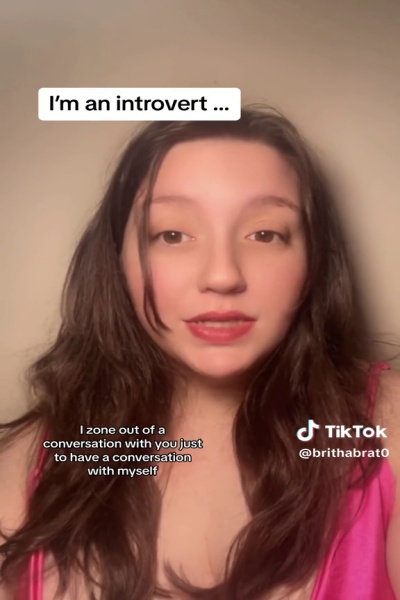 I'm an introvert ...
I zone out of a
conversation with you just
to have a conversation
with myself
TikTok
@brithabrat0